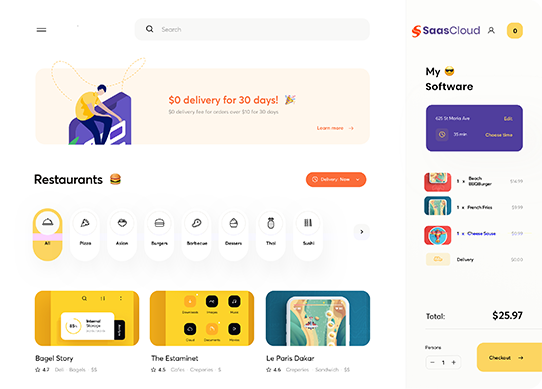 Search
SaasCloud
0
$0 delivery for 30 days!
$0 delivery fee for orders over $10 for 30 days
Learn more →
My
Software
625 St Marks Ave
Edit
35 min
Choose time
Restaurants
Delivery: Now
All
Pizza
Asian
Burgers
Barbecue
Dessers
Thai
Sushi
1 x Beach
BBQBurger
$14.99
1 x French Fries
$9.99
1 x Cheese Sauce
$0.99
Delivery
$0.00
Total:
$25.97
Persons
− 1 +
Checkout →
85%
Internal
Storage
Bagel Story
4.7 Deli Bagels $$
The Estaminet
4.5 Cafes Creperies $
Le Paris Dakar
4.6 Creperies Sandwich $$